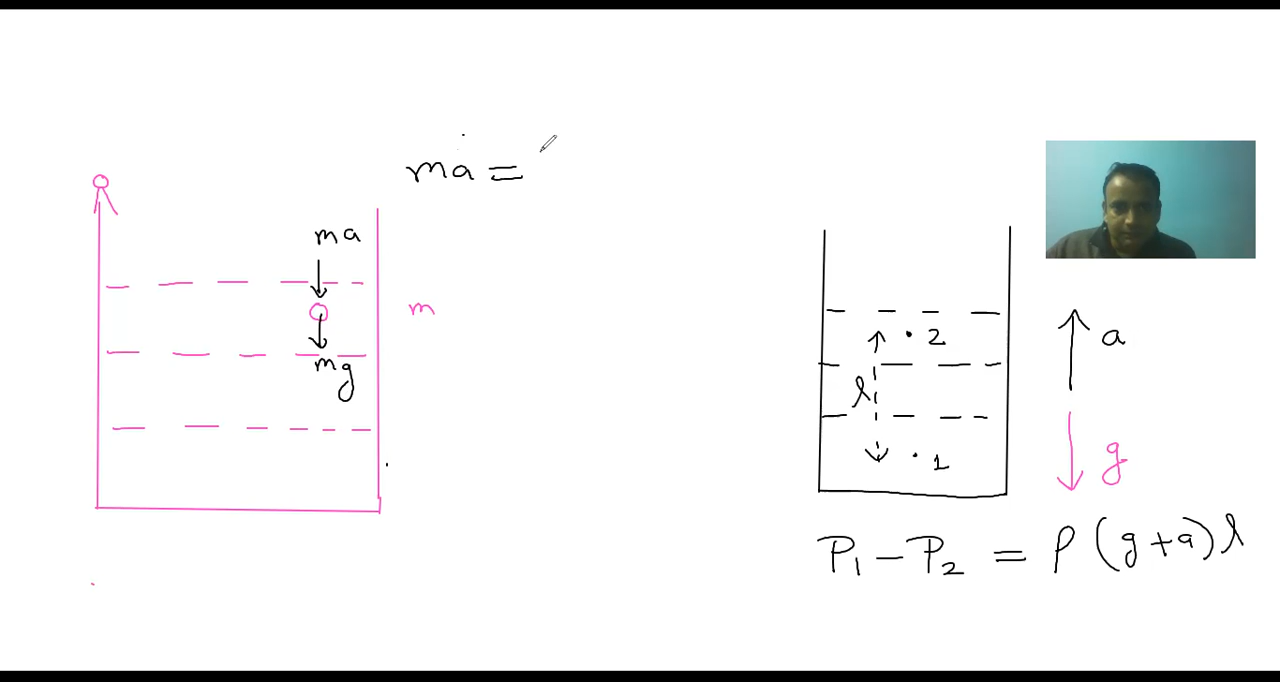 ma =
ma
m
mg
2
l
1
a
g
P₁ − P₂ = ρ (g+a) l